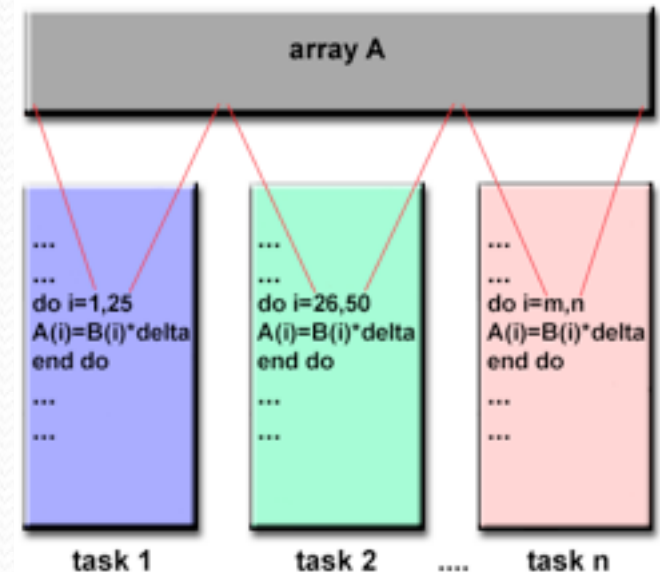 array A
...
...
do i=1,25
A(i)=B(i)*delta
end do
...
...
task 1
...
...
do i=26,50
A(i)=B(i)*delta
end do
...
...
task 2
....
...
...
do i=m,n
A(i)=B(i)*delta
end do
...
...
task n